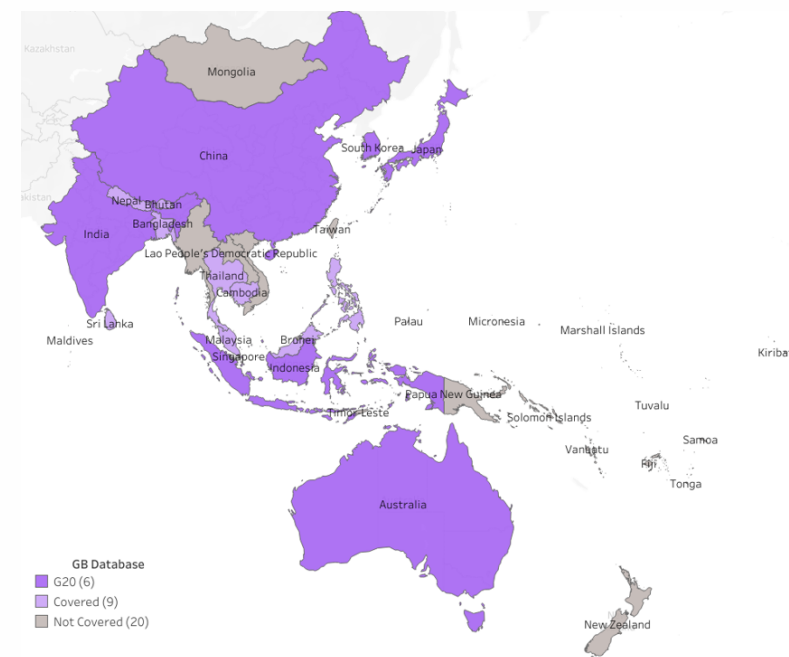 Kazakhstan
Mongolia
China
South Korea
Japan
Nepal
Bhutan
Bangladesh
India
Taiwan
Lao People's Democratic Republic
Thailand
Cambodia
Sri Lanka
Maldives
Malaysia
Brunei
Singapore
Indonesia
Palau
Micronesia
Marshall Islands
Kiriba
Papua New Guinea
Timor-Leste
Solomon Islands
Tuvalu
Samoa
Vanuatu
Fiji
Tonga
Australia
New Zealand
GB Database
G20 (6)
Covered (9)
Not Covered (20)